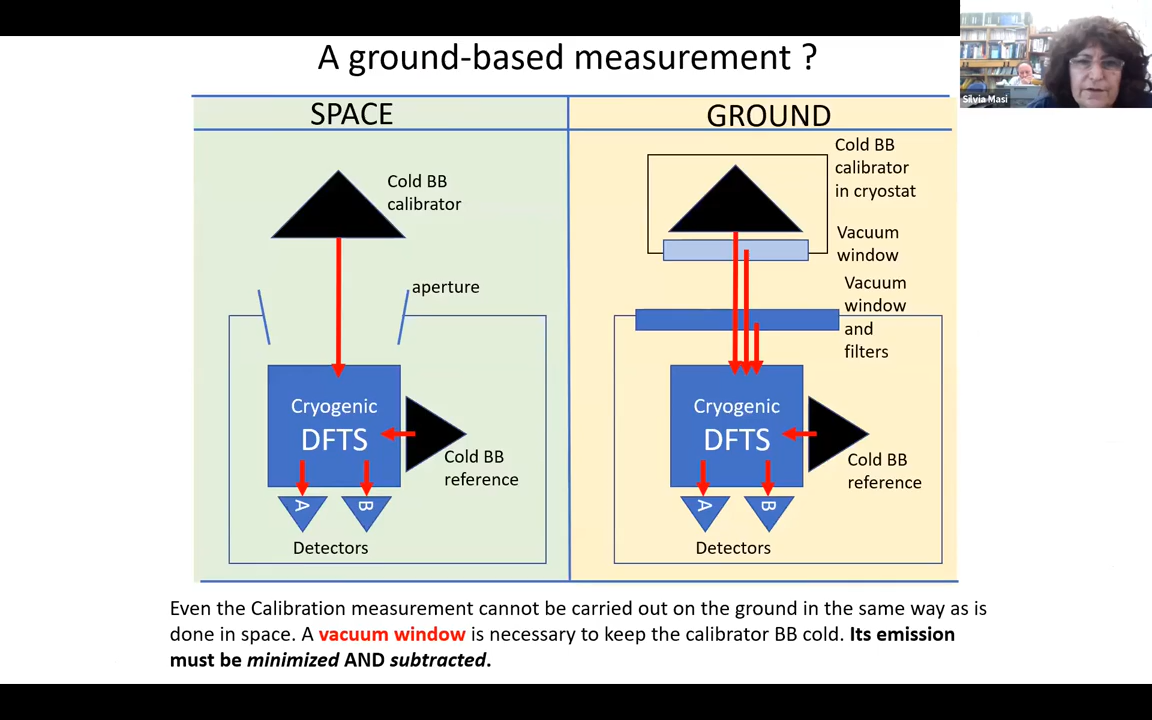 A ground-based measurement ?
Silvia Masi
SPACE
GROUND
Cold BB
calibrator
aperture
Cryogenic
DFTS
Cold BB
reference
A
B
Detectors
Cold BB
calibrator
in cryostat
Vacuum
window
Vacuum
window
and
filters
Cryogenic
DFTS
Cold BB
reference
A
B
Detectors
Even the Calibration measurement cannot be carried out on the ground in the same way as is
done in space. A vacuum window is necessary to keep the calibrator BB cold. Its emission
must be minimized AND subtracted.